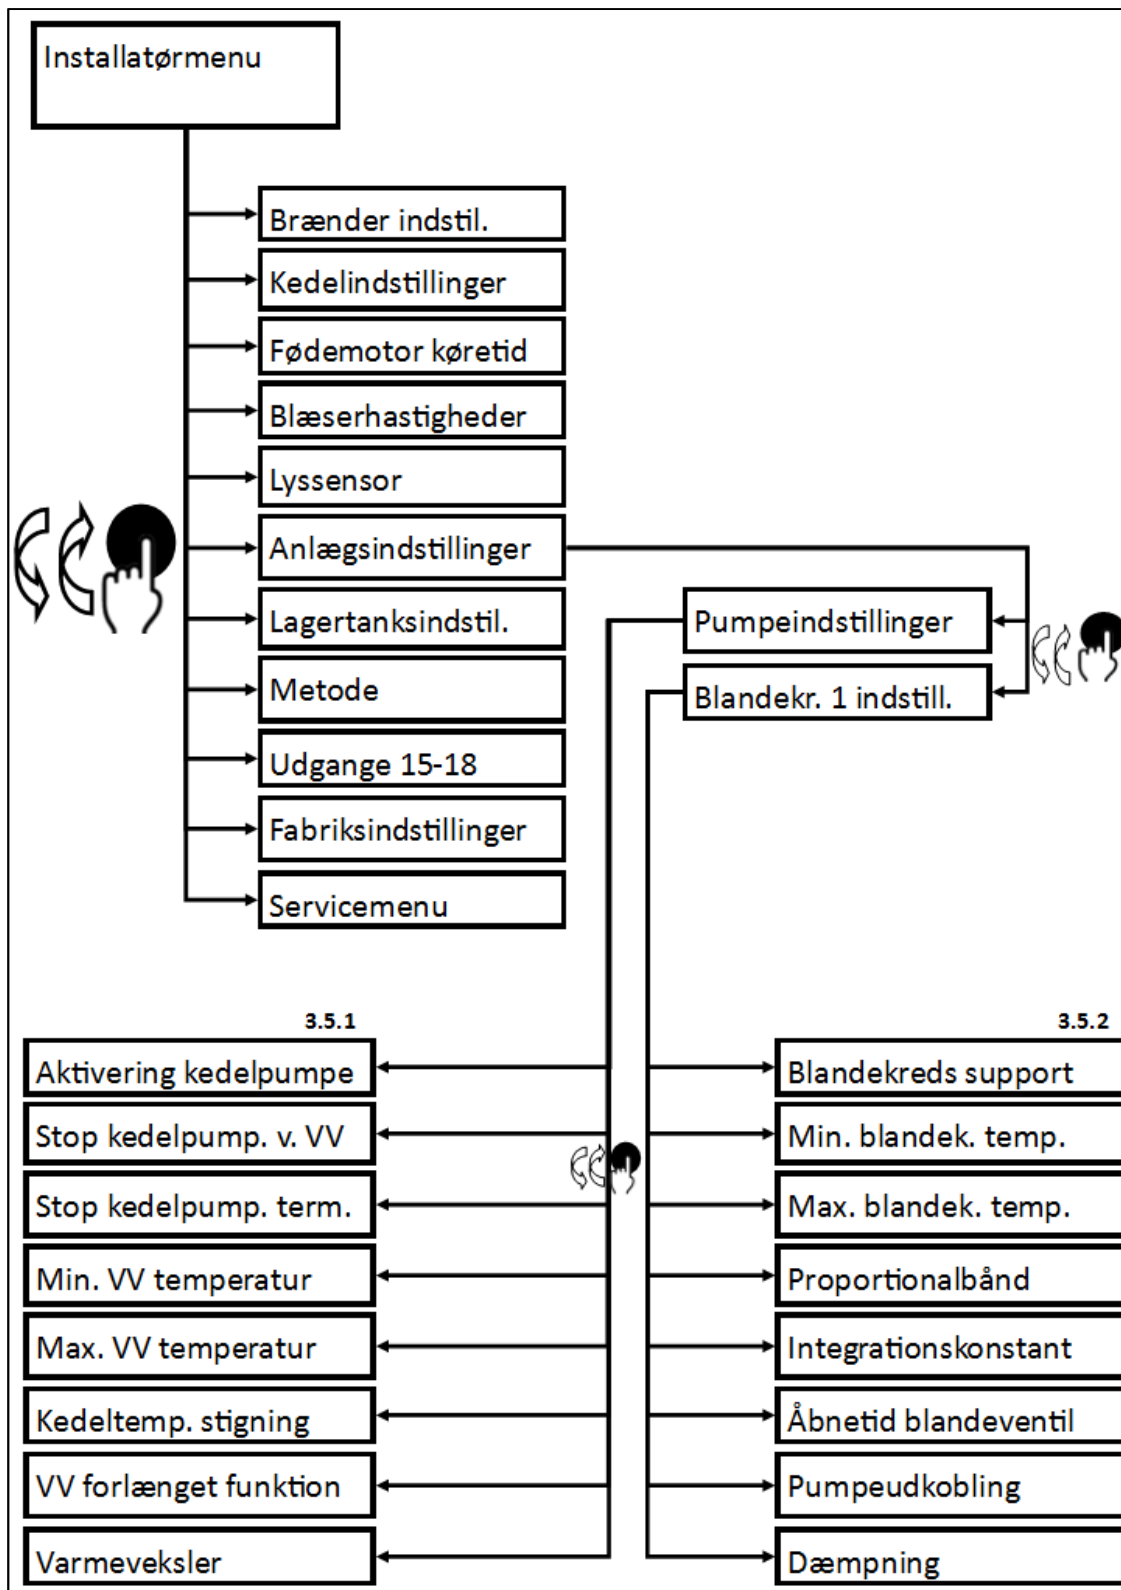 Installatørmenu
Brænder indstil.
Kedelindstillinger
Fødemotor køretid
Blæserhastigheder
Lyssensor
Anlægsindstillinger
Lagertanksindstil.
Metode
Udgange 15-18
Fabriksindstillinger
Servicemenu
Pumpeindstillinger
Blandekr. 1 indstill.
3.5.1
Aktivering kedelpumpe
Stop kedelpump. v. VV
Stop kedelpump. term.
Min. VV temperatur
Max. VV temperatur
Kedeltemp. stigning
VV forlænget funktion
Varmeveksler
3.5.2
Blandekreds support
Min. blandek. temp.
Max. blandek. temp.
Proportionalbånd
Integrationskonstant
Åbnetid blandeventil
Pumpeudkobling
Dæmpning